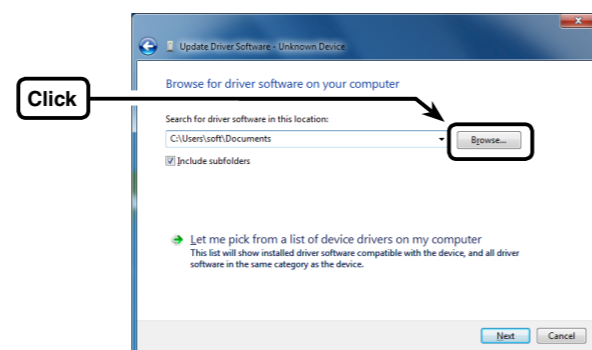 Update Driver Software - Unknown Device
Browse for driver software on your computer
Click
Search for driver software in this location:
C:\Users\soft\Documents
Browse...
Include subfolders
Let me pick from a list of device drivers on my computer
This list will show installed driver software compatible with the device, and all driver
software in the same category as the device.
Next
Cancel